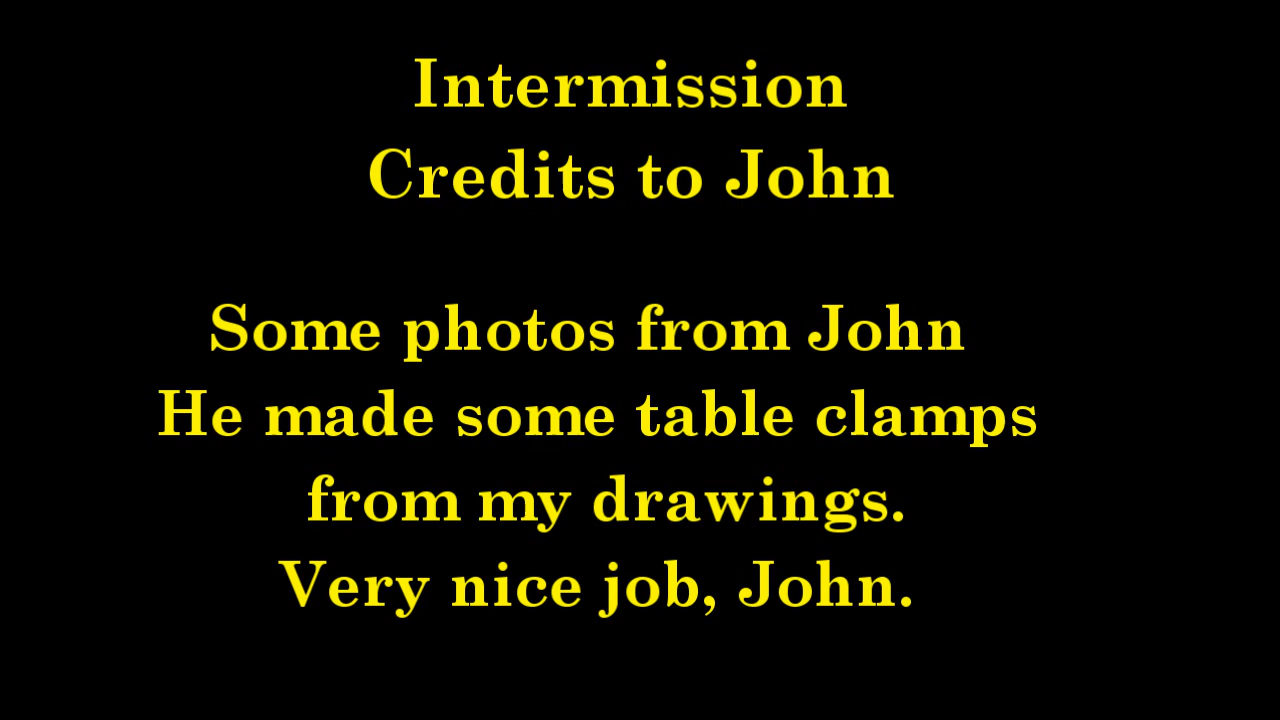 Intermission
Credits to John
Some photos from John
He made some table clamps
from my drawings.
Very nice job, John.